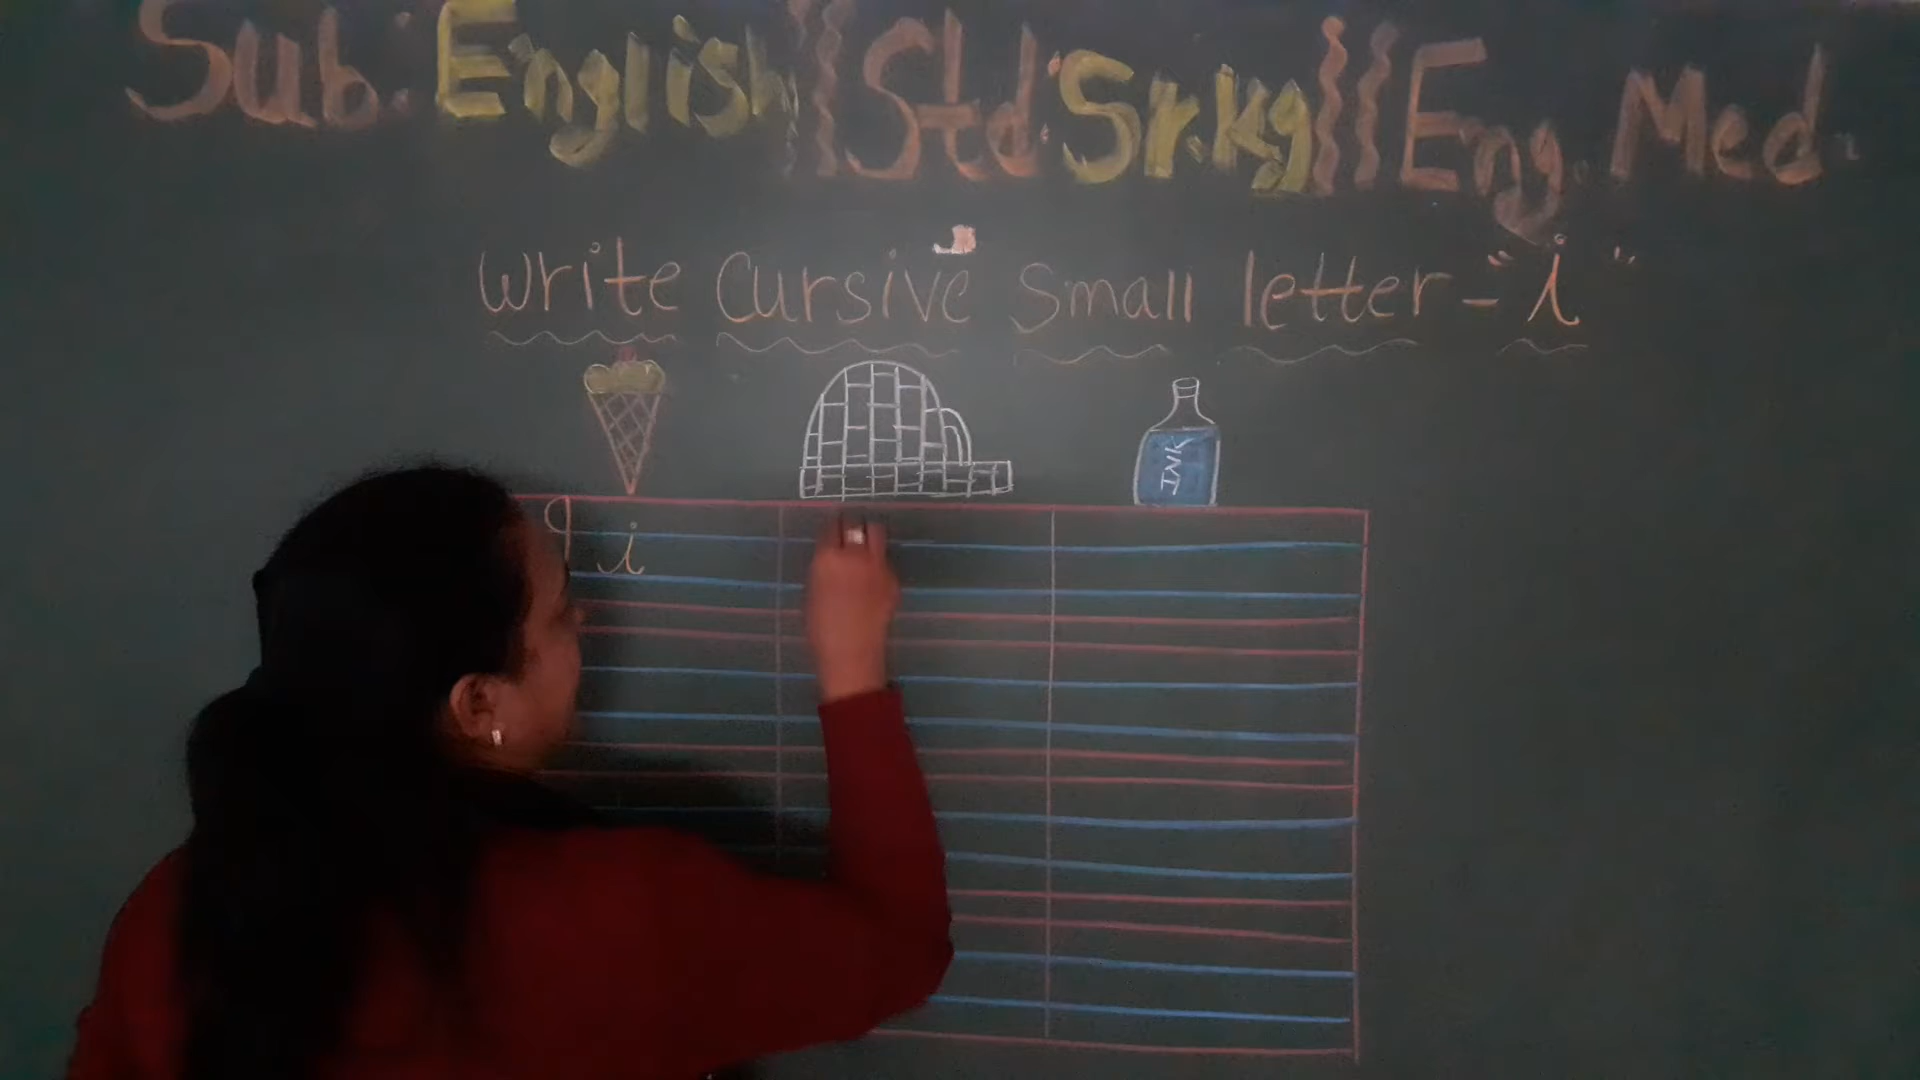 Sub: English Std: Sr.kg Eng. Med.
write cursive small letter - "i"
INK
i